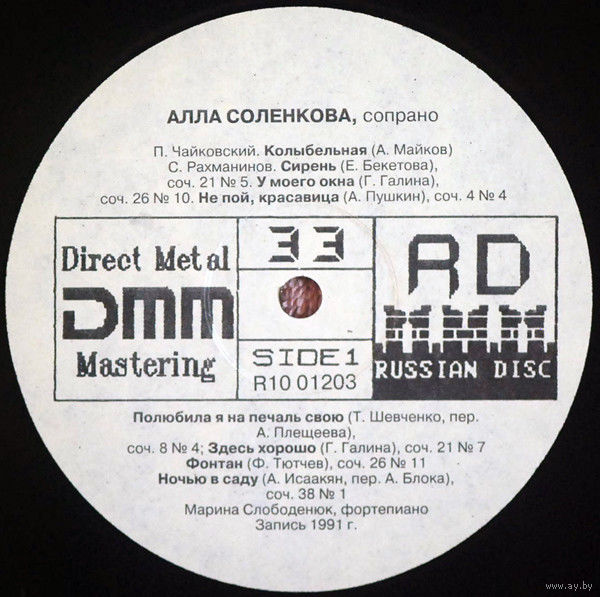 АЛЛА СОЛЕНКОВА, сопрано
П. Чайковский. Колыбельная (А. Майков)
С. Рахманинов. Сирень (Е. Бекетова),
соч. 21 № 5. У моего окна (Г. Галина),
соч. 26 № 10. Не пой, красавица (А. Пушкин), соч. 4 № 4
Direct Metal
DMM
Mastering
33
SIDE 1
R10 01203
RD
RUSSIAN DISC
Полюбила я на печаль свою (Т. Шевченко, пер.
А. Плещеева),
соч. 8 № 4; Здесь хорошо (Г. Галина), соч. 21 № 7
Фонтан (Ф. Тютчев), соч. 26 № 11
Ночью в саду (А. Исаакян, пер. А. Блока),
соч. 38 № 1
Марина Слободенюк, фортепиано
Запись 1991 г.
www.ay.by